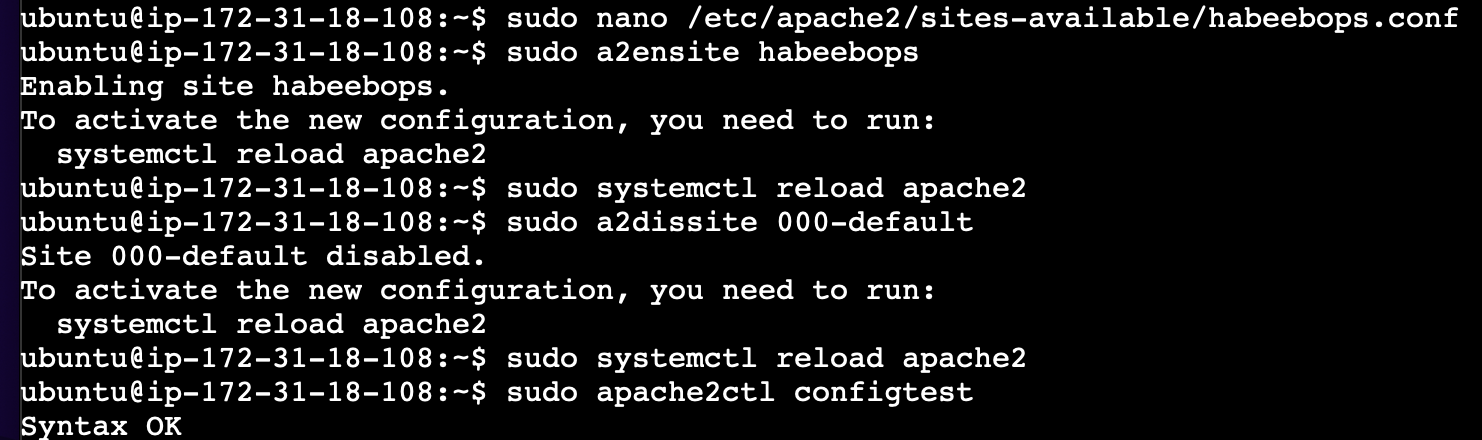 ubuntu@ip-172-31-18-108:~$ sudo nano /etc/apache2/sites-available/habeebops.conf
ubuntu@ip-172-31-18-108:~$ sudo a2ensite habeebops
Enabling site habeebops.
To activate the new configuration, you need to run:
  systemctl reload apache2
ubuntu@ip-172-31-18-108:~$ sudo systemctl reload apache2
ubuntu@ip-172-31-18-108:~$ sudo a2dissite 000-default
Site 000-default disabled.
To activate the new configuration, you need to run:
  systemctl reload apache2
ubuntu@ip-172-31-18-108:~$ sudo systemctl reload apache2
ubuntu@ip-172-31-18-108:~$ sudo apache2ctl configtest
Syntax OK